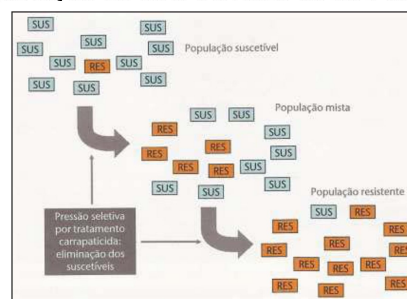 SUS
SUS
SUS
SUS
SUS
População suscetível
SUS
RES
SUS
SUS
SUS
População mista
SUS
SUS
RES
SUS
RES
RES
SUS
RES
RES
SUS
SUS
SUS
População resistente
SUS
RES
RES
RES
RES
RES
RES
RES
RES
RES
RES
RES
RES
Pressão seletiva
por tratamento
carrapaticida:
eliminação dos
suscetíveis